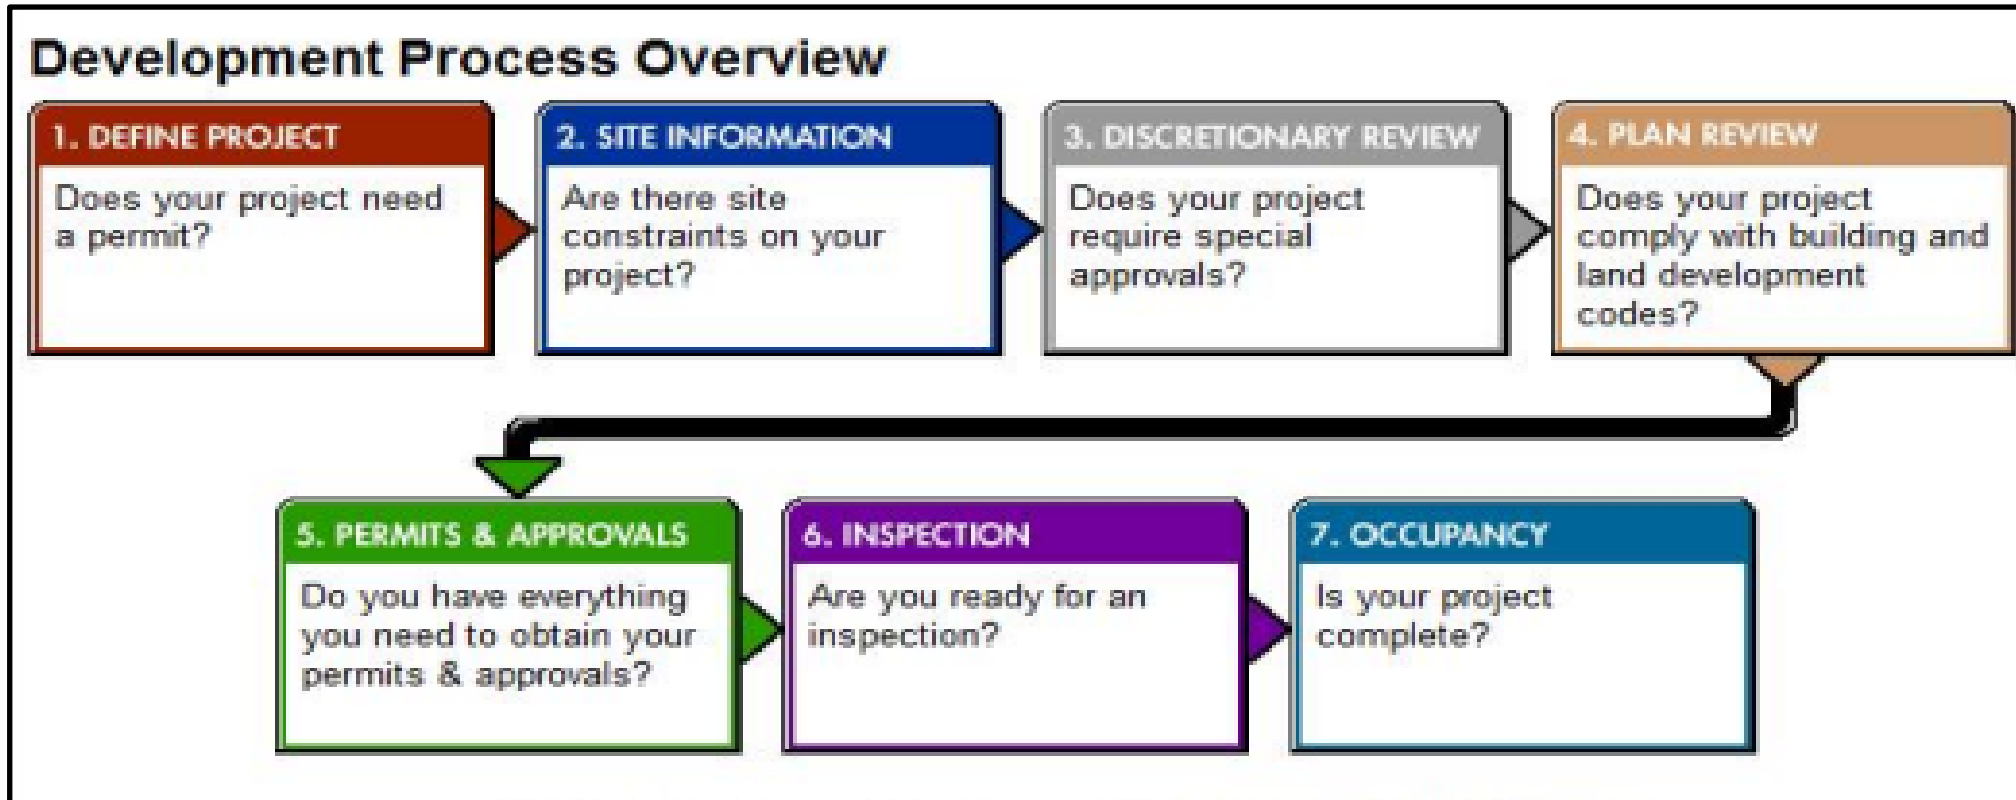 Development Process Overview
1. DEFINE PROJECT
Does your project need
a permit?
2. SITE INFORMATION
Are there site
constraints on your
project?
3. DISCRETIONARY REVIEW
Does your project
require special
approvals?
4. PLAN REVIEW
Does your project
comply with building and
land development
codes?
5. PERMITS & APPROVALS
Do you have everything
you need to obtain your
permits & approvals?
6. INSPECTION
Are you ready for an
inspection?
7. OCCUPANCY
Is your project
complete?